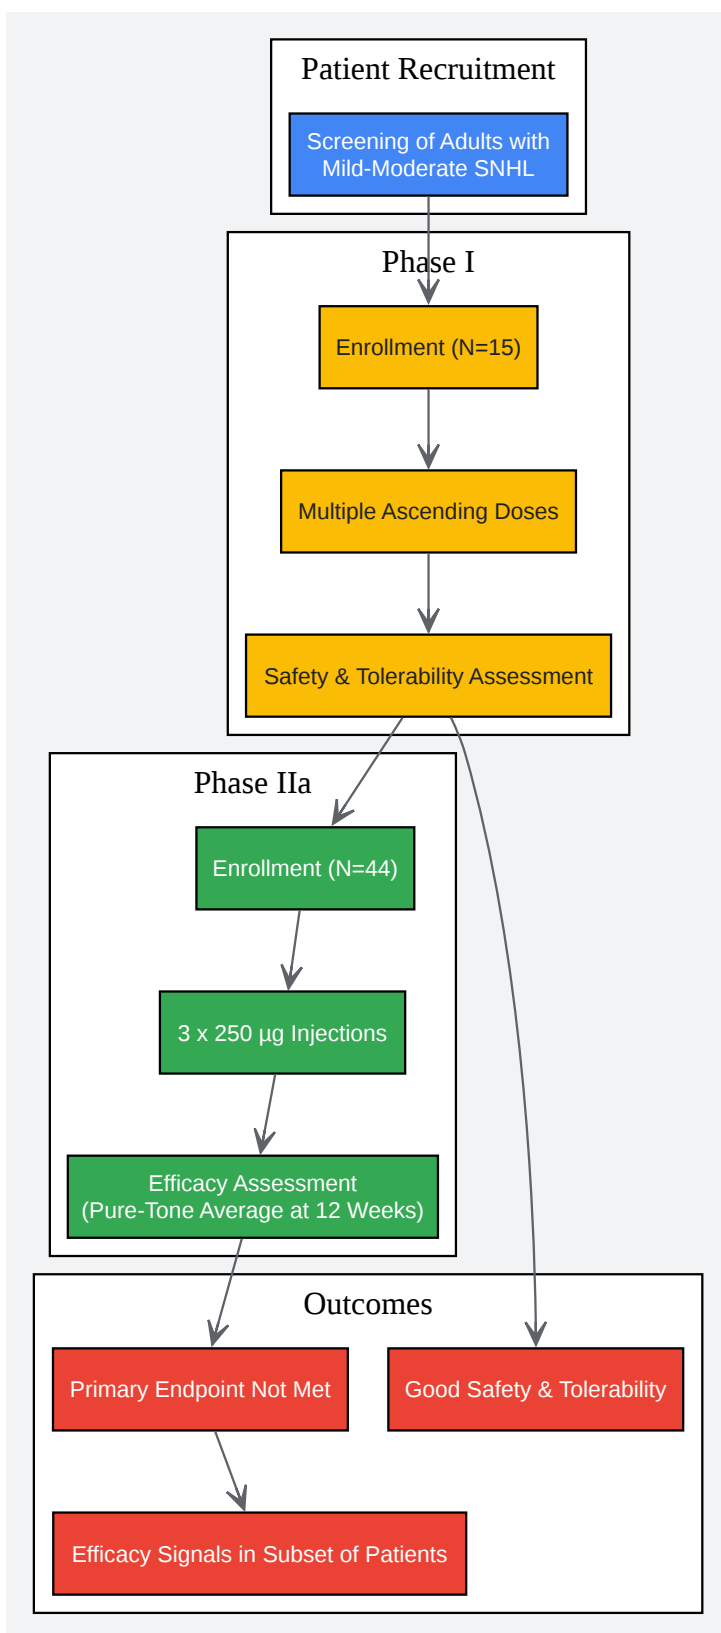 Patient Recruitment
Screening of Adults with
Mild-Moderate SNHL
Phase I
Enrollment (N=15)
Multiple Ascending Doses
Safety & Tolerability Assessment
Phase IIa
Enrollment (N=44)
3 x 250 µg Injections
Efficacy Assessment
(Pure-Tone Average at 12 Weeks)
Outcomes
Primary Endpoint Not Met
Good Safety & Tolerability
Efficacy Signals in Subset of Patients